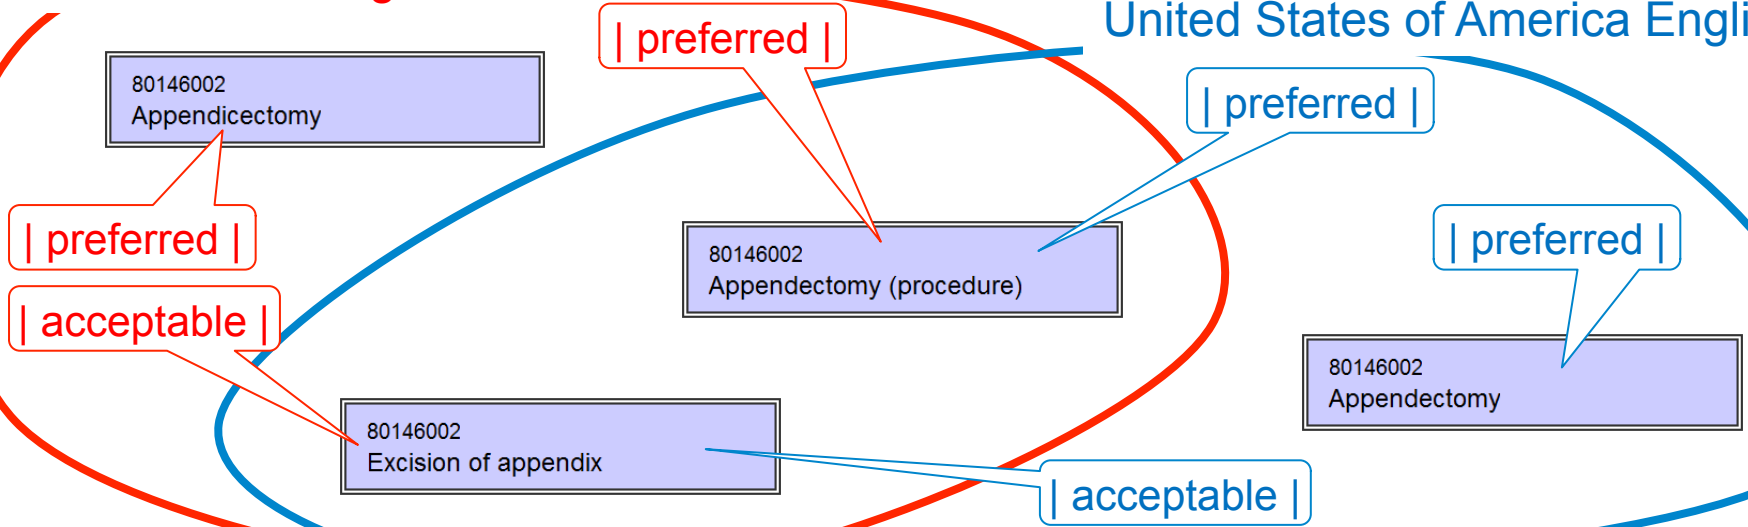 United States of America Engli
| preferred |
80146002
Appendicectomy
| preferred |
| preferred |
80146002
Appendectomy (procedure)
| preferred |
| acceptable |
80146002
Appendectomy
80146002
Excision of appendix
| acceptable |